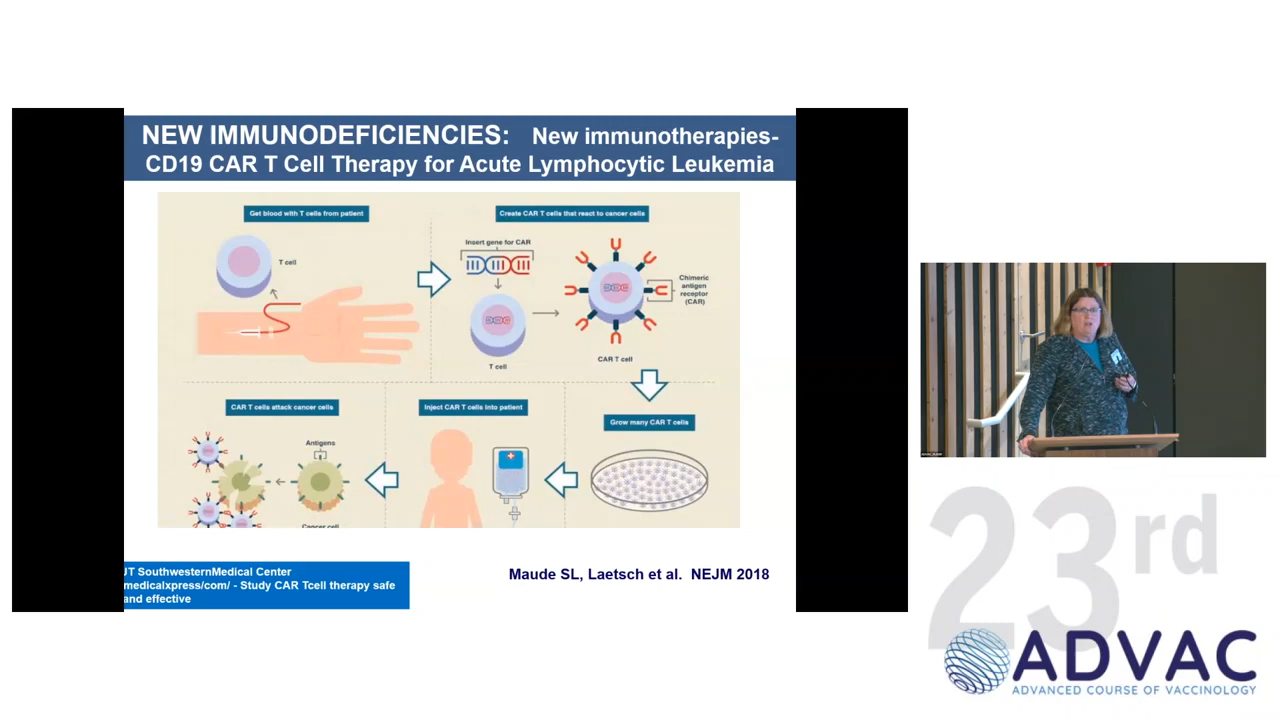 NEW IMMUNODEFICIENCIES: New immunotherapies-
CD19 CAR T Cell Therapy for Acute Lymphocytic Leukemia
Get blood with T cells from patient
T cell
Create CAR T cells that react to cancer cells
Insert gene for CAR
T cell
Chimeric
antigen
receptor
(CAR)
CAR T cell
CAR T cells attack cancer cells
Antigens
Cancer cell
Inject CAR T cells into patient
Grow many CAR T cells
UT SouthwesternMedical Center
medicalxpress/com/ - Study CAR Tcell therapy safe
and effective
Maude SL, Laetsch et al. NEJM 2018
23rd
ADVAC
ADVANCED COURSE OF VACCINOLOGY